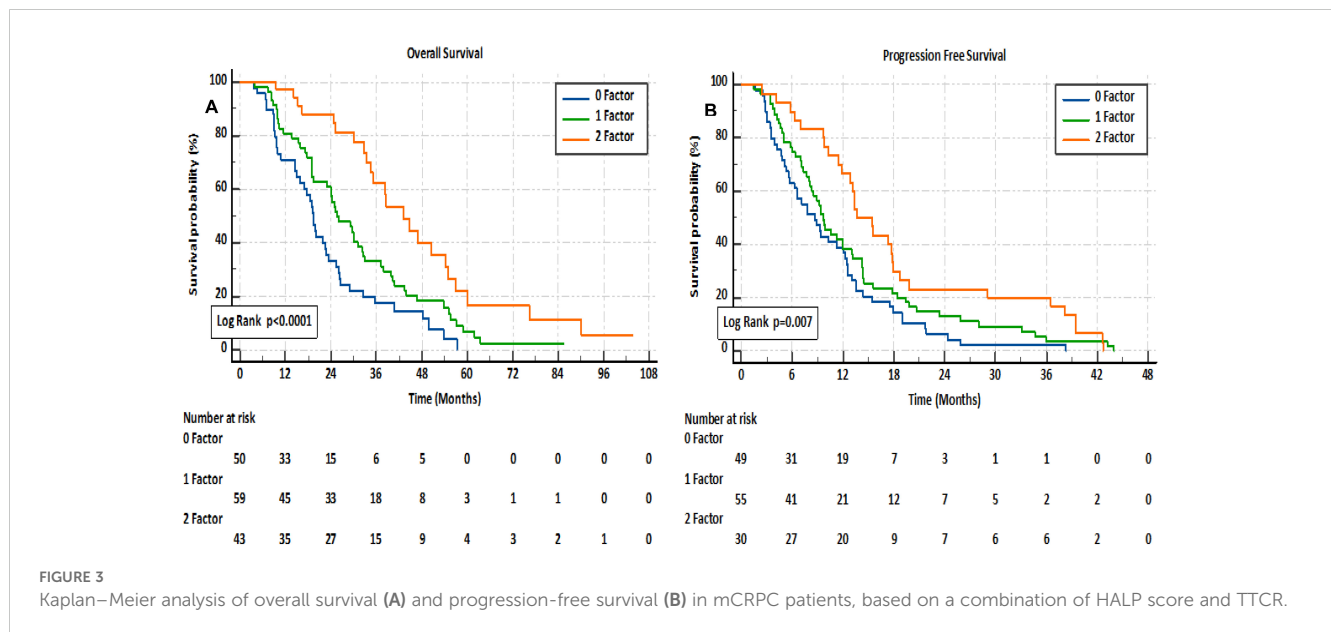 Overall Survival
A
100
80
60
40
20
0
Survival probability (%)
0 Factor
1 Factor
2 Factor
Log Rank p<0.0001
0 12 24 36 48 60 72 84 96 108
Time (Months)
Number at risk
0 Factor
50 33 15 6 5 0 0 0 0 0
1 Factor
59 45 33 18 8 3 1 1 0 0
2 Factor
43 35 27 15 9 4 3 2 1 0
Progression Free Survival
B
100
80
60
40
20
0
Survival probability (%)
0 Factor
1 Factor
2 Factor
Log Rank p=0.007
0 6 12 18 24 30 36 42 48
Time (Months)
Number at risk
0 Factor
49 31 19 7 3 1 1 0 0
1 Factor
55 41 21 12 7 5 2 2 0
2 Factor
30 27 20 9 7 6 6 2 0
FIGURE 3
Kaplan–Meier analysis of overall survival (A) and progression-free survival (B) in mCRPC patients, based on a combination of HALP score and TTCR.